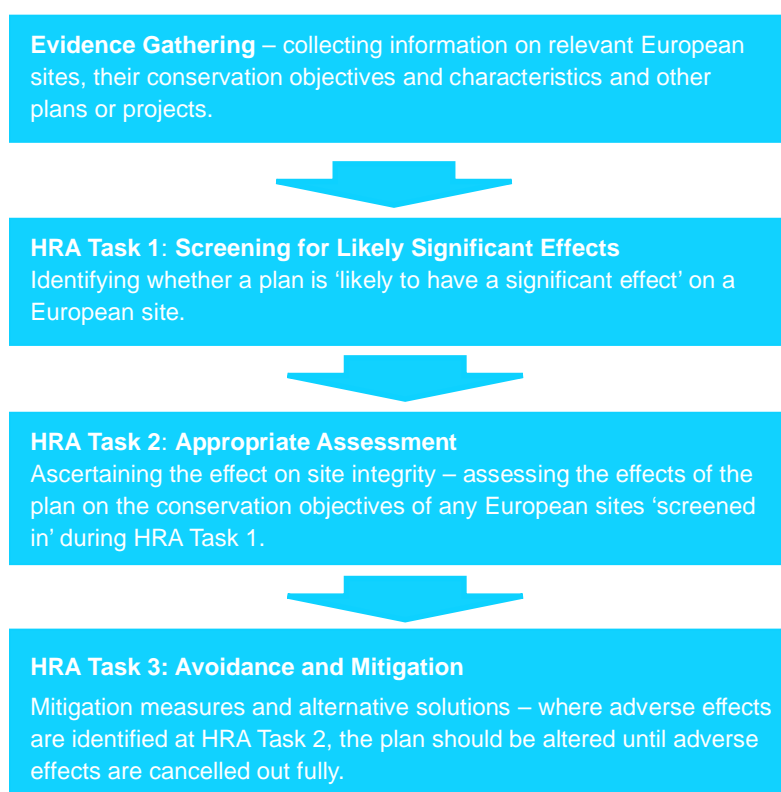 Evidence Gathering – collecting information on relevant European
sites, their conservation objectives and characteristics and other
plans or projects.
HRA Task 1: Screening for Likely Significant Effects
Identifying whether a plan is ‘likely to have a significant effect’ on a
European site.
HRA Task 2: Appropriate Assessment
Ascertaining the effect on site integrity – assessing the effects of the
plan on the conservation objectives of any European sites ‘screened
in’ during HRA Task 1.
HRA Task 3: Avoidance and Mitigation
Mitigation measures and alternative solutions – where adverse effects
are identified at HRA Task 2, the plan should be altered until adverse
effects are cancelled out fully.